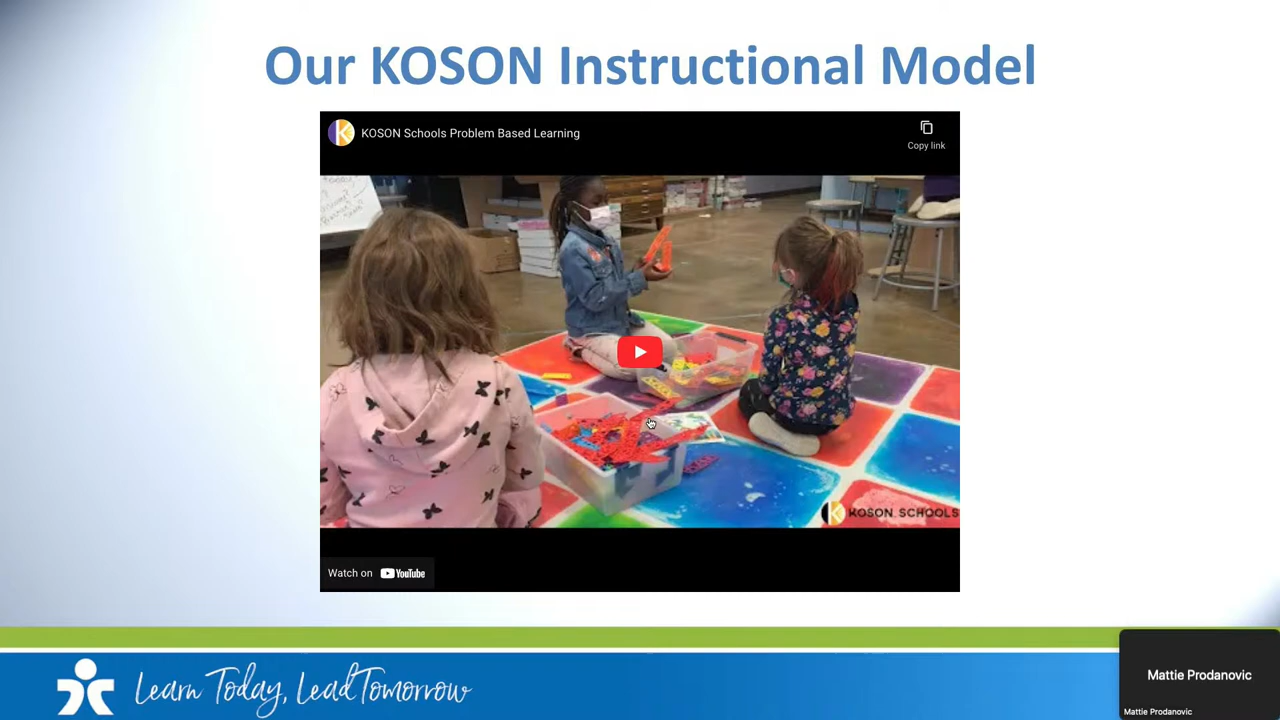 Our KOSON Instructional Model
KOSON Schools Problem Based Learning
Copy link
KOSON SCHOOLS
Watch on YouTube
Learn Today, Lead Tomorrow
Mattie Prodanovic
Mattie Prodanovic